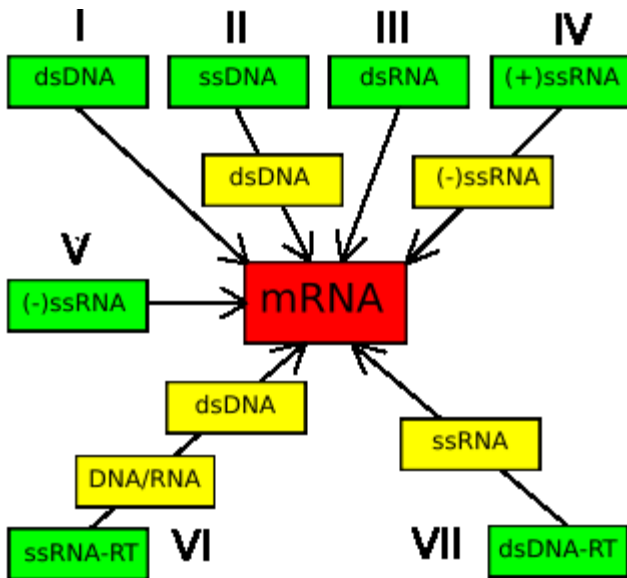 I II III IV
dsDNA ssDNA dsRNA (+)ssRNA
dsDNA (-)ssRNA
V
(-)ssRNA mRNA
dsDNA
ssRNA
DNA/RNA
ssRNA-RT VI VII dsDNA-RT